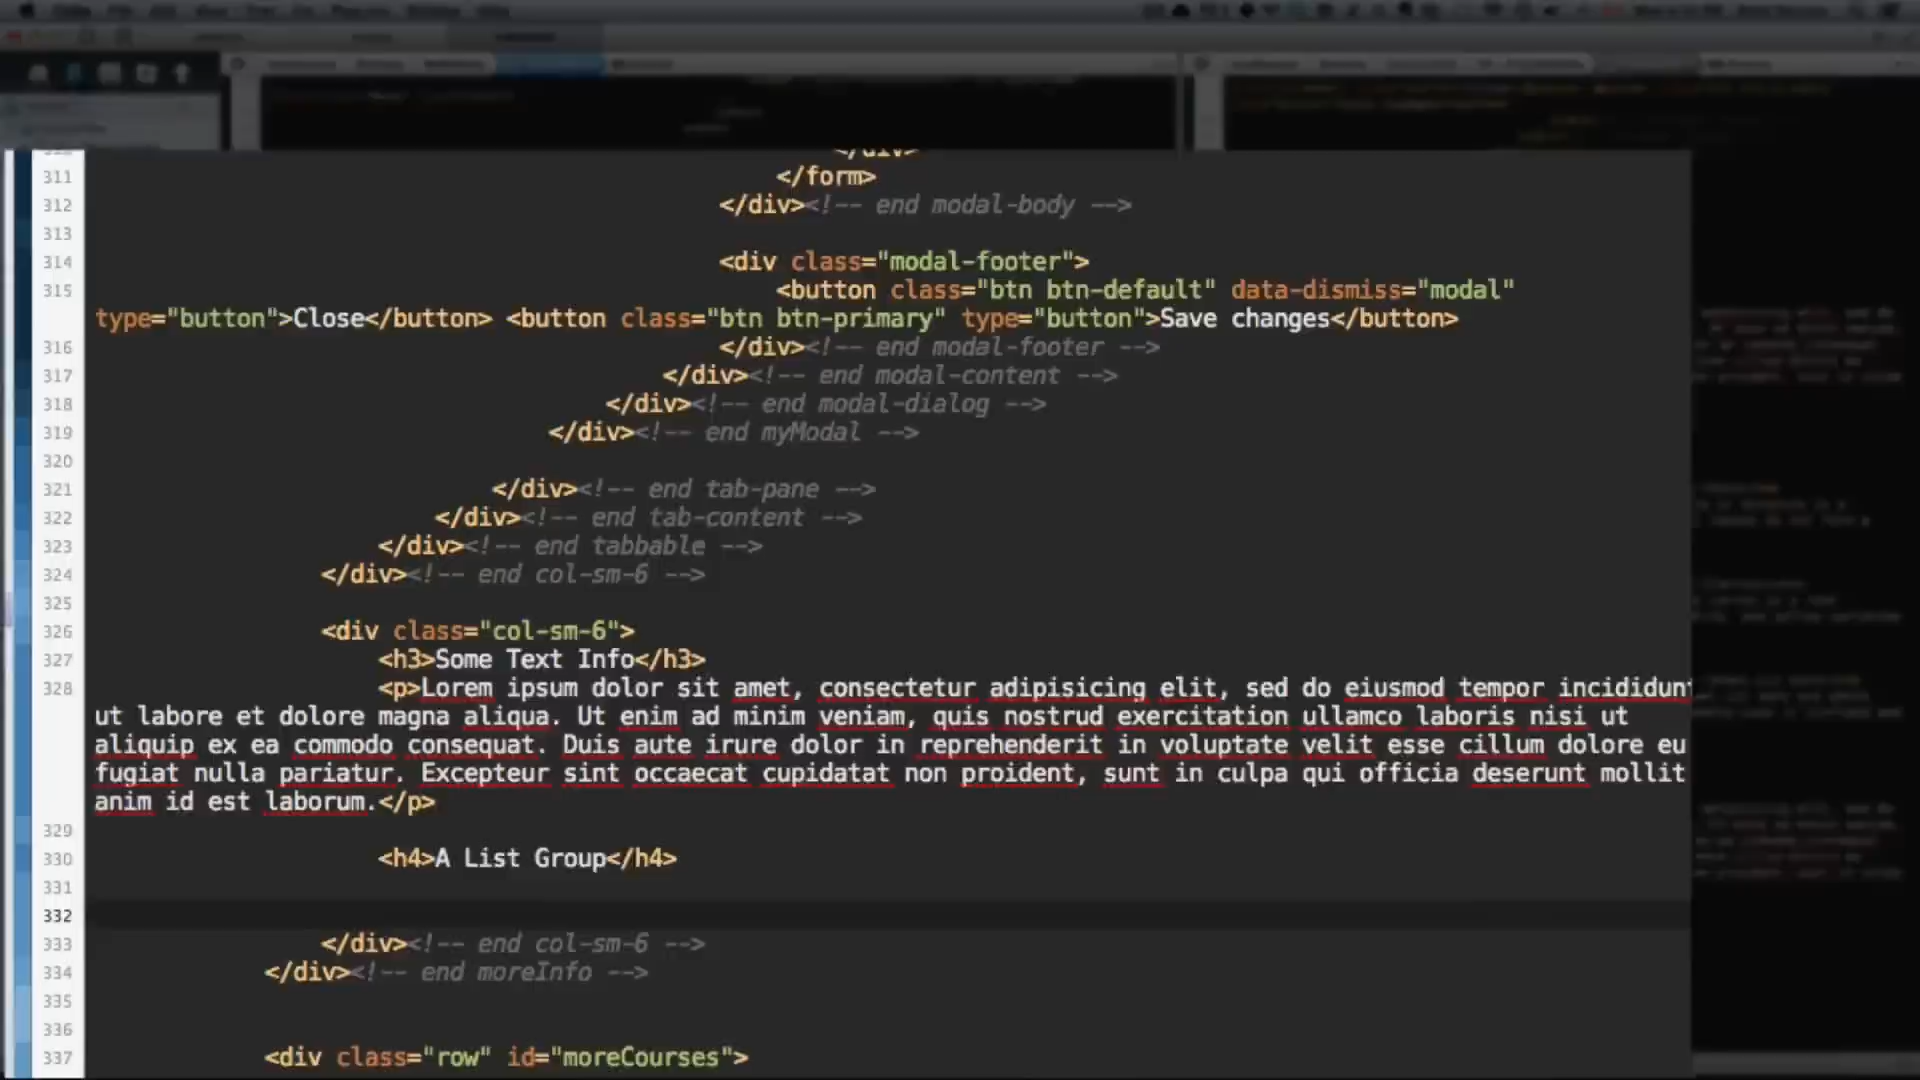 </div>
311 </form>
312 </div><!-- end modal-body -->
313
314 <div class="modal-footer">
315 <button class="btn btn-default" data-dismiss="modal"
type="button">Close</button> <button class="btn btn-primary" type="button">Save changes</button>
316 </div><!-- end modal-footer -->
317 </div><!-- end modal-content -->
318 </div><!-- end modal-dialog -->
319 </div><!-- end myModal -->
320
321 </div><!-- end tab-pane -->
322 </div><!-- end tab-content -->
323 </div><!-- end tabbable -->
324 </div><!-- end col-sm-6 -->
325
326 <div class="col-sm-6">
327 <h3>Some Text Info</h3>
328 <p>Lorem ipsum dolor sit amet, consectetur adipisicing elit, sed do eiusmod tempor incididunt
ut labore et dolore magna aliqua. Ut enim ad minim veniam, quis nostrud exercitation ullamco laboris nisi ut
aliquip ex ea commodo consequat. Duis aute irure dolor in reprehenderit in voluptate velit esse cillum dolore eu
fugiat nulla pariatur. Excepteur sint occaecat cupidatat non proident, sunt in culpa qui officia deserunt mollit
anim id est laborum.</p>
329
330 <h4>A List Group</h4>
331
332
333 </div><!-- end col-sm-6 -->
334 </div><!-- end moreInfo -->
335
336
337 <div class="row" id="moreCourses">